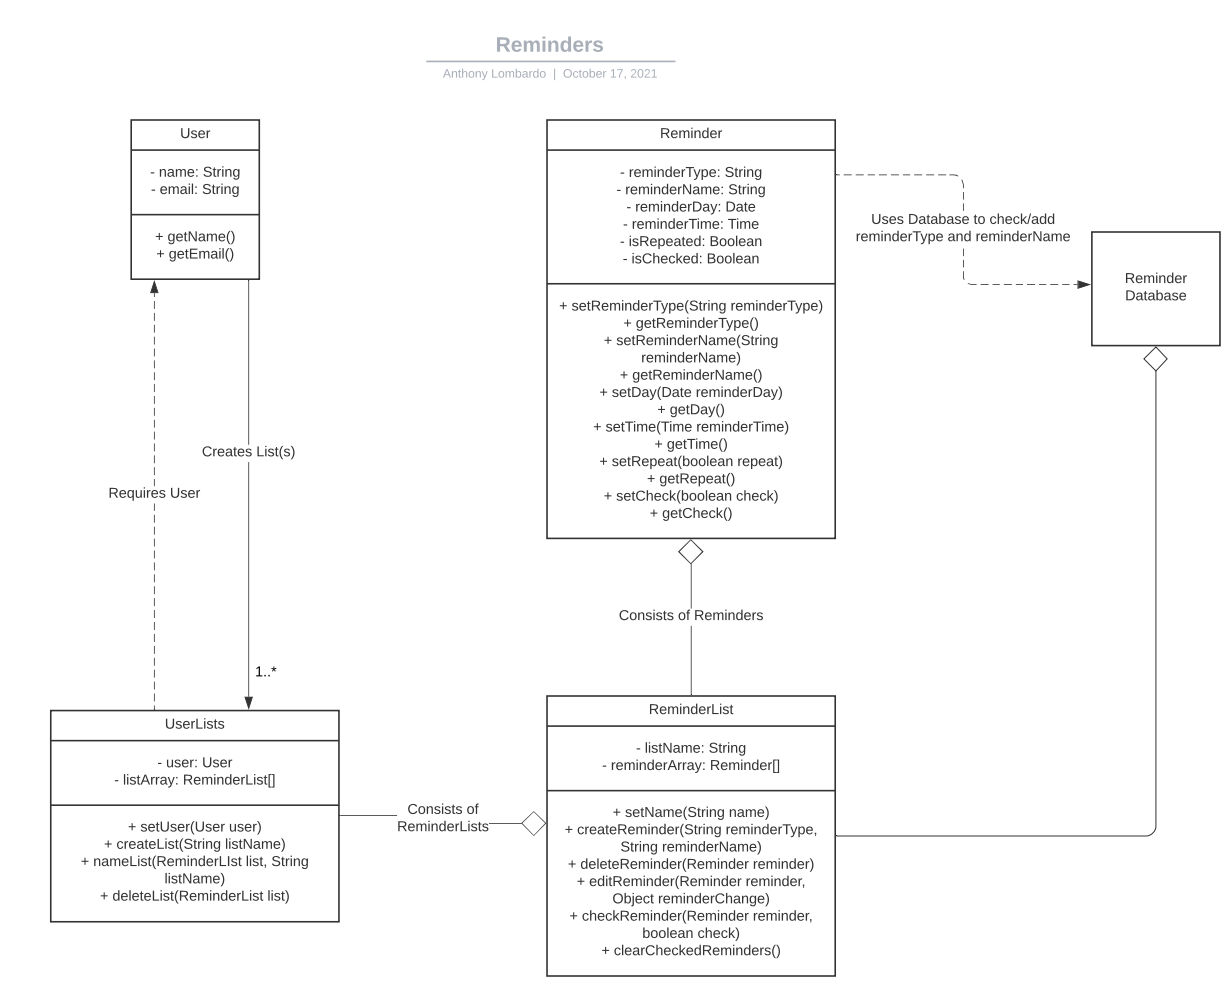 Reminders
Anthony Lombardo | October 17, 2021
User
- name: String
- email: String
+ getName()
+ getEmail()
Reminder
- reminderType: String
- reminderName: String
- reminderDay: Date
- reminderTime: Time
- isRepeated: Boolean
- isChecked: Boolean
+ setReminderType(String reminderType)
+ getReminderType()
+ setReminderName(String
reminderName)
+ getReminderName()
+ setDay(Date reminderDay)
+ getDay()
+ setTime(Time reminderTime)
+ getTime()
+ setRepeat(boolean repeat)
+ getRepeat()
+ setCheck(boolean check)
+ getCheck()
Uses Database to check/add
reminderType and reminderName
Reminder
Database
Creates List(s)
Requires User
1..*
Consists of Reminders
UserLists
- user: User
- listArray: ReminderList[]
+ setUser(User user)
+ createList(String listName)
+ nameList(ReminderLIst list, String
listName)
+ deleteList(ReminderList list)
Consists of
ReminderLists
ReminderList
- listName: String
- reminderArray: Reminder[]
+ setName(String name)
+ createReminder(String reminderType,
String reminderName)
+ deleteReminder(Reminder reminder)
+ editReminder(Reminder reminder,
Object reminderChange)
+ checkReminder(Reminder reminder,
boolean check)
+ clearCheckedReminders()